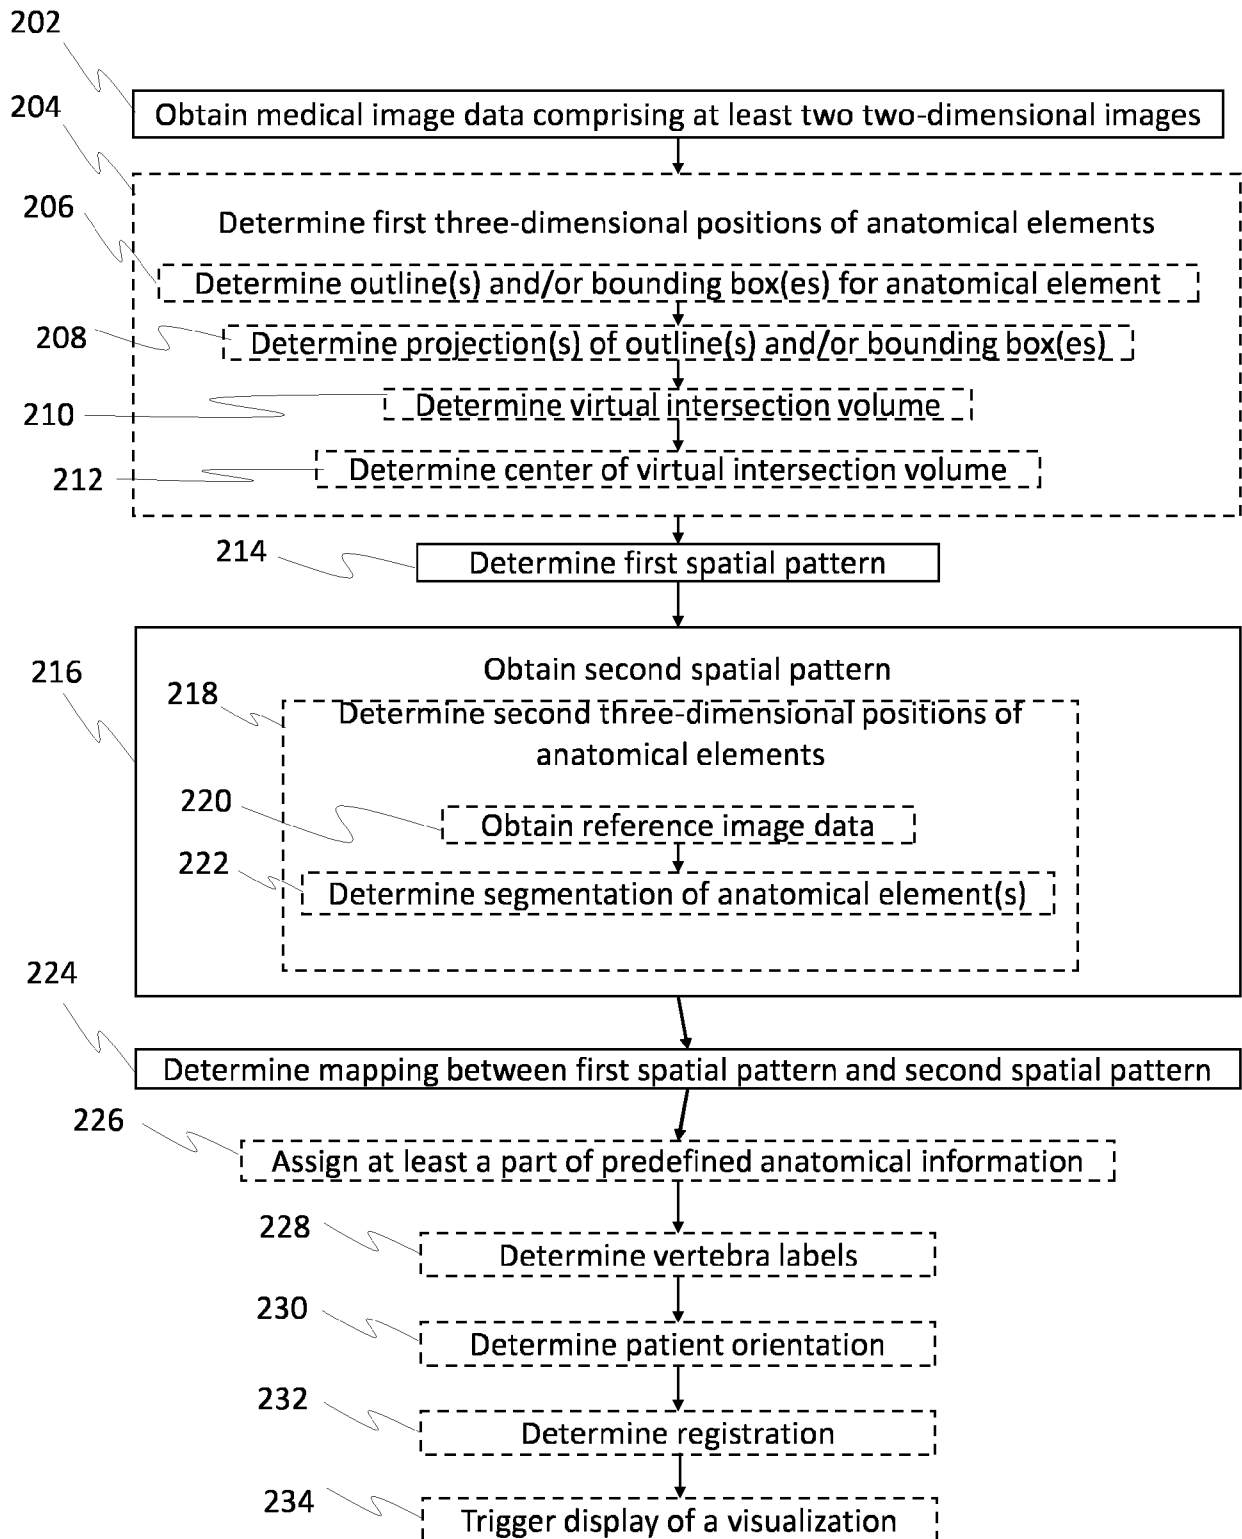 202
Obtain medical image data comprising at least two two-dimensional images
204
Determine first three-dimensional positions of anatomical elements
206
Determine outline(s) and/or bounding box(es) for anatomical element
208
Determine projection(s) of outline(s) and/or bounding box(es)
210
Determine virtual intersection volume
212
Determine center of virtual intersection volume
214
Determine first spatial pattern
216
Obtain second spatial pattern
218
Determine second three-dimensional positions of
anatomical elements
220
Obtain reference image data
222
Determine segmentation of anatomical element(s)
224
Determine mapping between first spatial pattern and second spatial pattern
226
Assign at least a part of predefined anatomical information
228
Determine vertebra labels
230
Determine patient orientation
232
Determine registration
234
Trigger display of a visualization